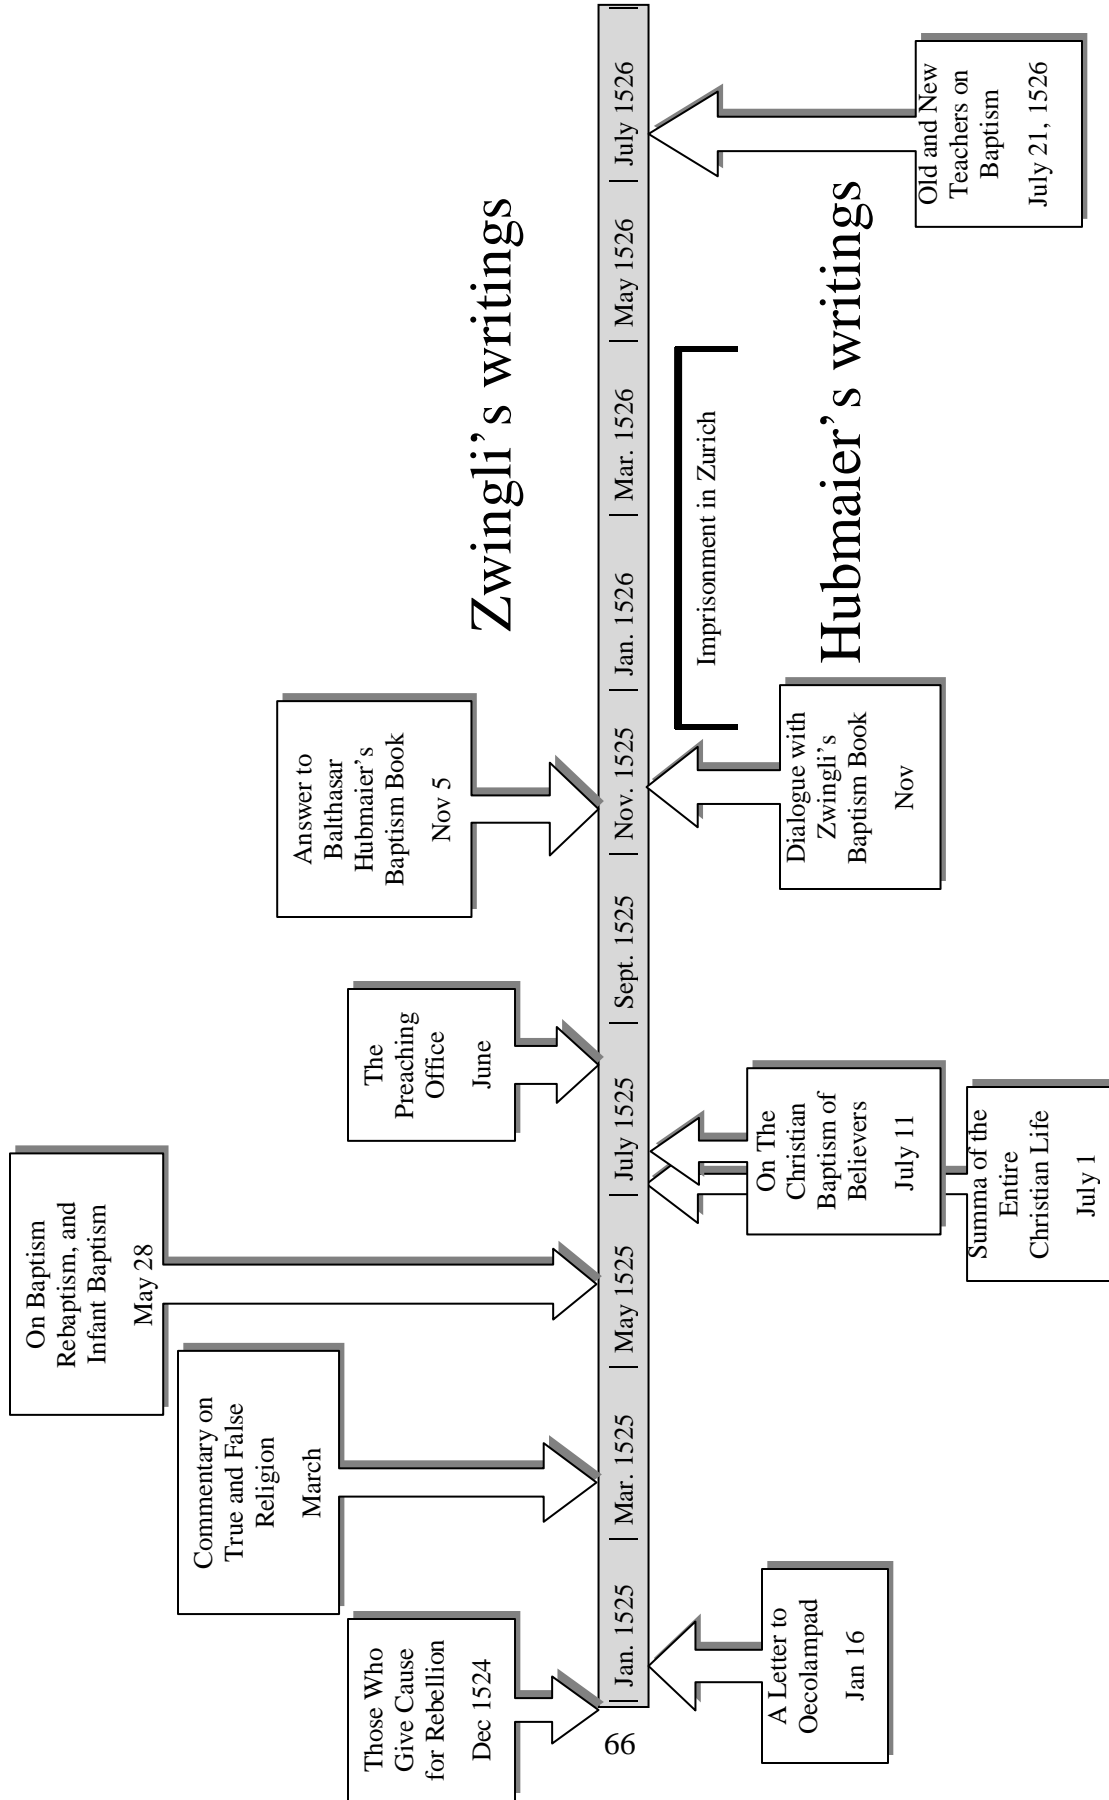 Zwingli’s writings
Those Who
Give Cause
for Rebellion
Dec 1524
Commentary on
True and False
Religion
March
On Baptism
Rebaptism, and
Infant Baptism
May 28
The
Preaching
Office
June
Answer to
Balthasar
Hubmaier’s
Baptism Book
Nov 5
Jan. 1525 | Mar. 1525 | May 1525 | July 1525 | Sept. 1525 | Nov. 1525 | Jan. 1526 | Mar. 1526 | May 1526 | July 1526
Imprisonment in Zurich
Hubmaier’s writings
A Letter to
Oecolampad
Jan 16
Summa of the
Entire
Christian Life
July 1
On The
Christian
Baptism of
Believers
July 11
Dialogue with
Zwingli’s
Baptism Book
Nov
Old and New
Teachers on
Baptism
July 21, 1526
66